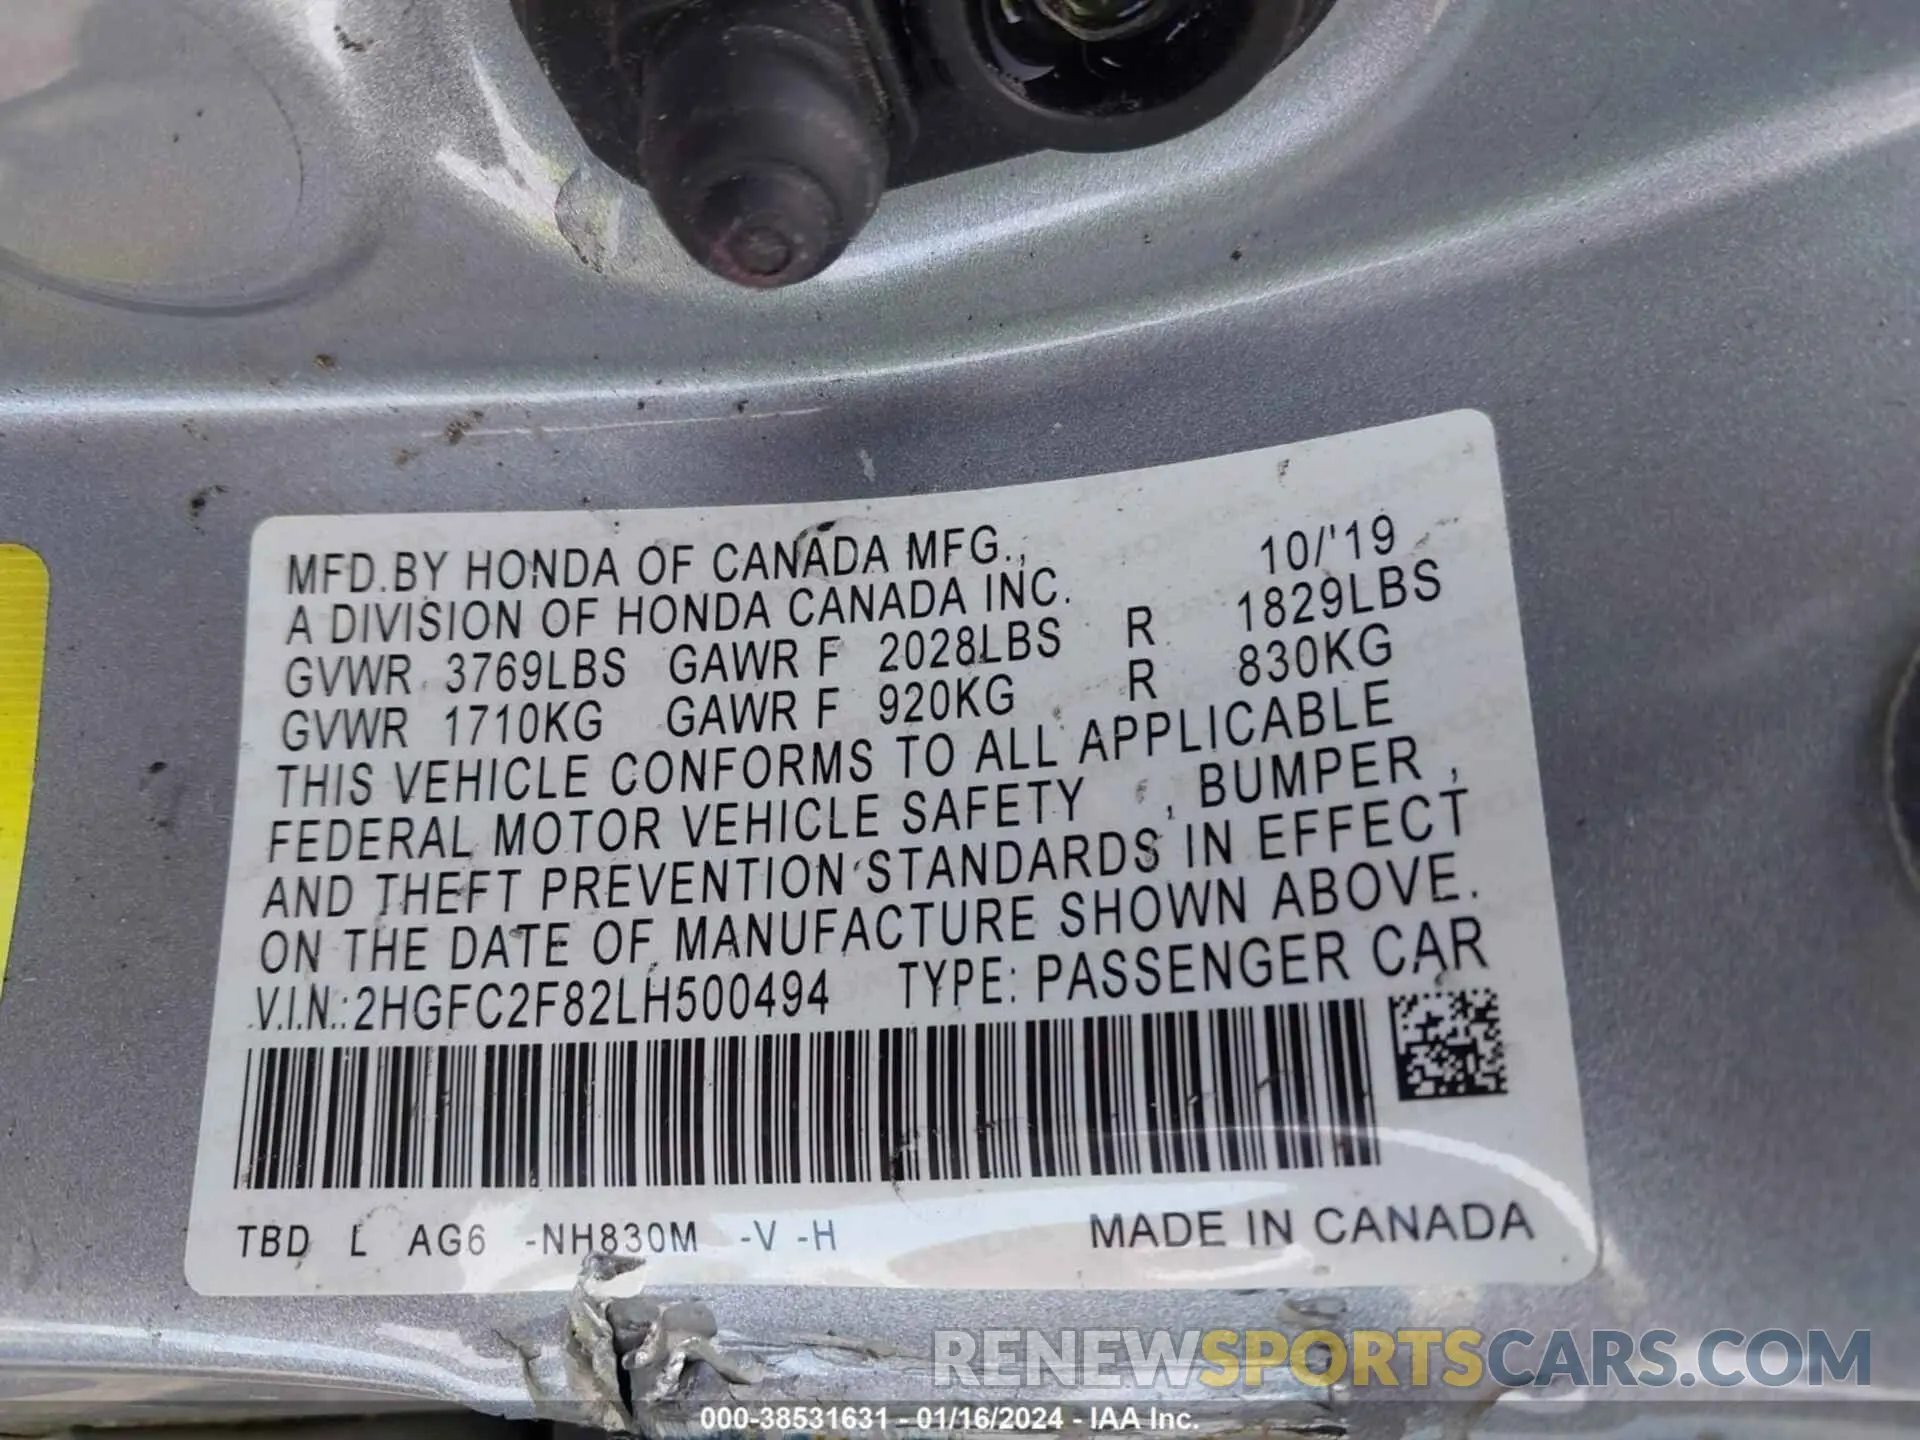 MFD.BY HONDA OF CANADA MFG., 10/'19
A DIVISION OF HONDA CANADA INC.
GVWR 3769LBS GAWR F 2028LBS R 1829LBS
GVWR 1710KG GAWR F 920KG R 830KG
THIS VEHICLE CONFORMS TO ALL APPLICABLE
FEDERAL MOTOR VEHICLE SAFETY , BUMPER ,
AND THEFT PREVENTION STANDARDS IN EFFECT
ON THE DATE OF MANUFACTURE SHOWN ABOVE.
V.I.N.:2HGFC2F82LH500494 TYPE: PASSENGER CAR
TBD L AG6 -NH830M -V -H MADE IN CANADA
RENEWSPORTSCARS.COM
000-38531631 - 01/16/2024 - IAA Inc.